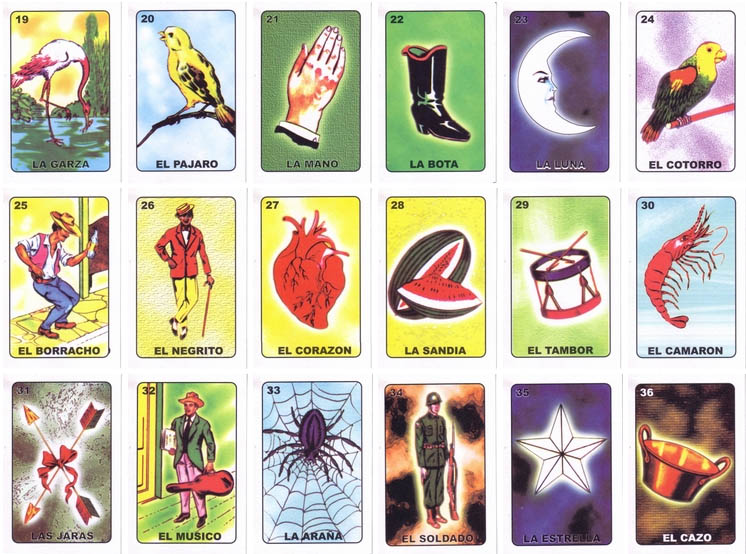 19
LA GARZA
20
EL PAJARO
21
LA MANO
22
LA BOTA
23
LA LUNA
24
EL COTORRO
25
EL BORRACHO
26
EL NEGRITO
27
EL CORAZON
28
LA SANDIA
29
EL TAMBOR
30
EL CAMARON
31
LAS JARAS
32
EL MUSICO
33
LA ARAÑA
34
EL SOLDADO
35
LA ESTRELLA
36
EL CAZO